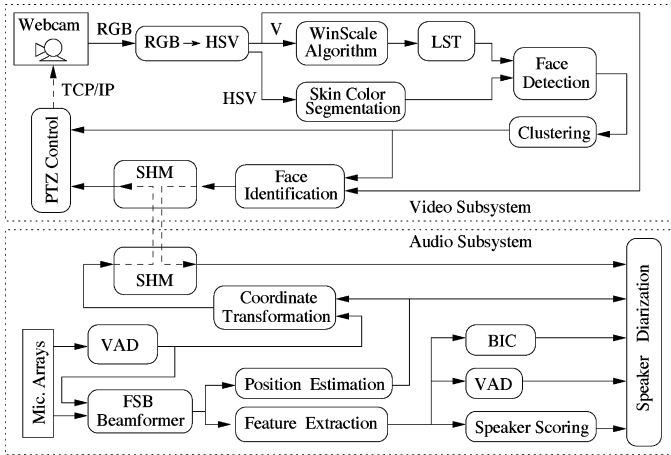 Webcam
RGB
RGB → HSV
V
WinScale
Algorithm
LST
Face
Detection
HSV
Skin Color
Segmentation
TCP/IP
Clustering
PTZ Control
SHM
Face
Identification
Video Subsystem
Audio Subsystem
SHM
Coordinate
Transformation
Mic. Arrays
VAD
BIC
Position Estimation
VAD
FSB
Beamformer
Feature Extraction
Speaker Scoring
Speaker Diarization